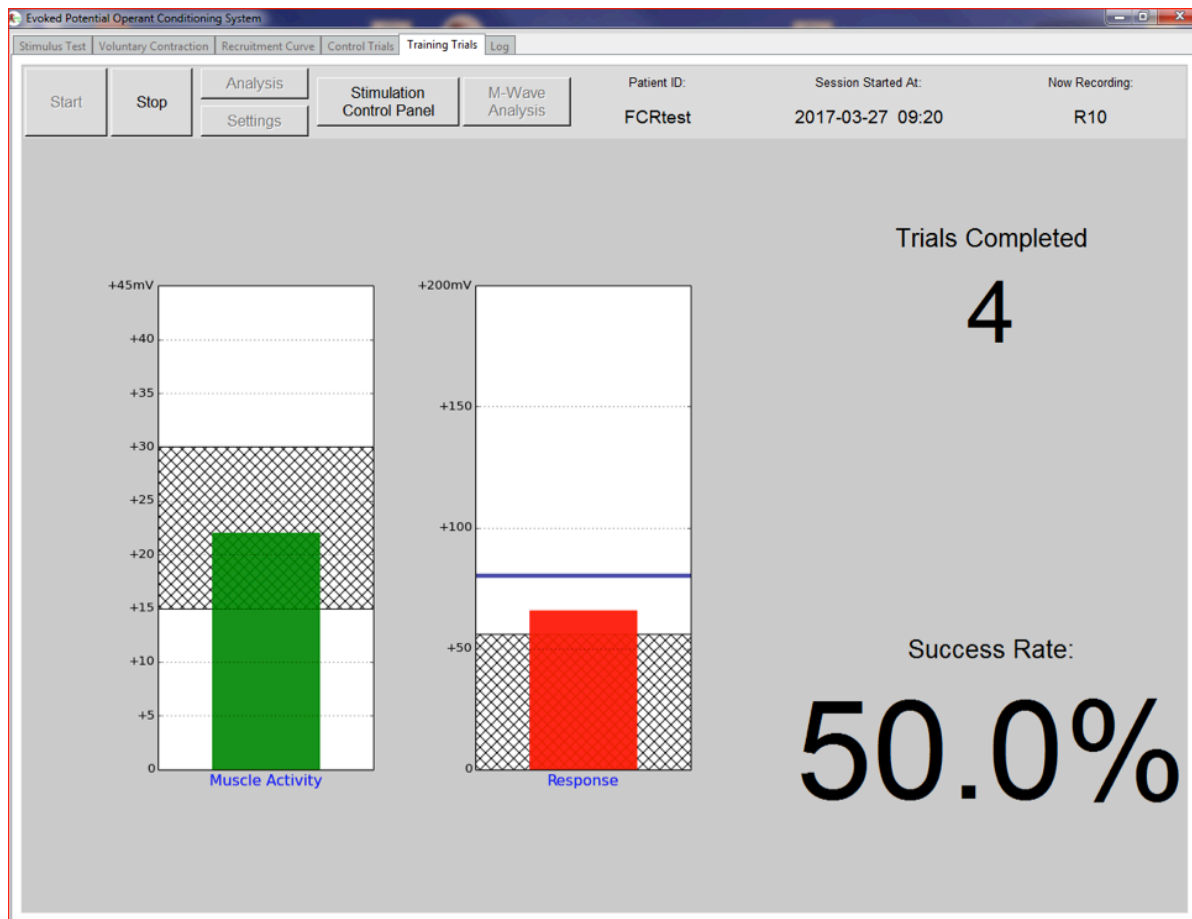 Evoked Potential Operant Conditioning System
Stimulus Test Voluntary Contraction Recruitment Curve Control Trials Training Trials Log
Start
Stop
Analysis
Settings
Stimulation
Control Panel
M-Wave
Analysis
Patient ID:
FCRtest
Session Started At:
2017-03-27 09:20
Now Recording:
R10
+45mV
+40
+35
+30
+25
+20
+15
+10
+5
0
Muscle Activity
+200mV
+150
+100
+50
0
Response
Trials Completed
4
Success Rate:
50.0%